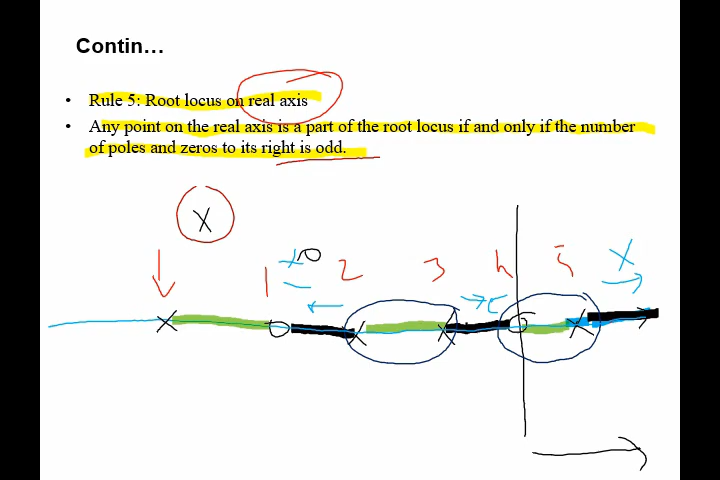 Contin…
• Rule 5: Root locus on real axis
• Any point on the real axis is a part of the root locus if and only if the number
of poles and zeros to its right is odd.
X
1 x 2 3 4 5 X